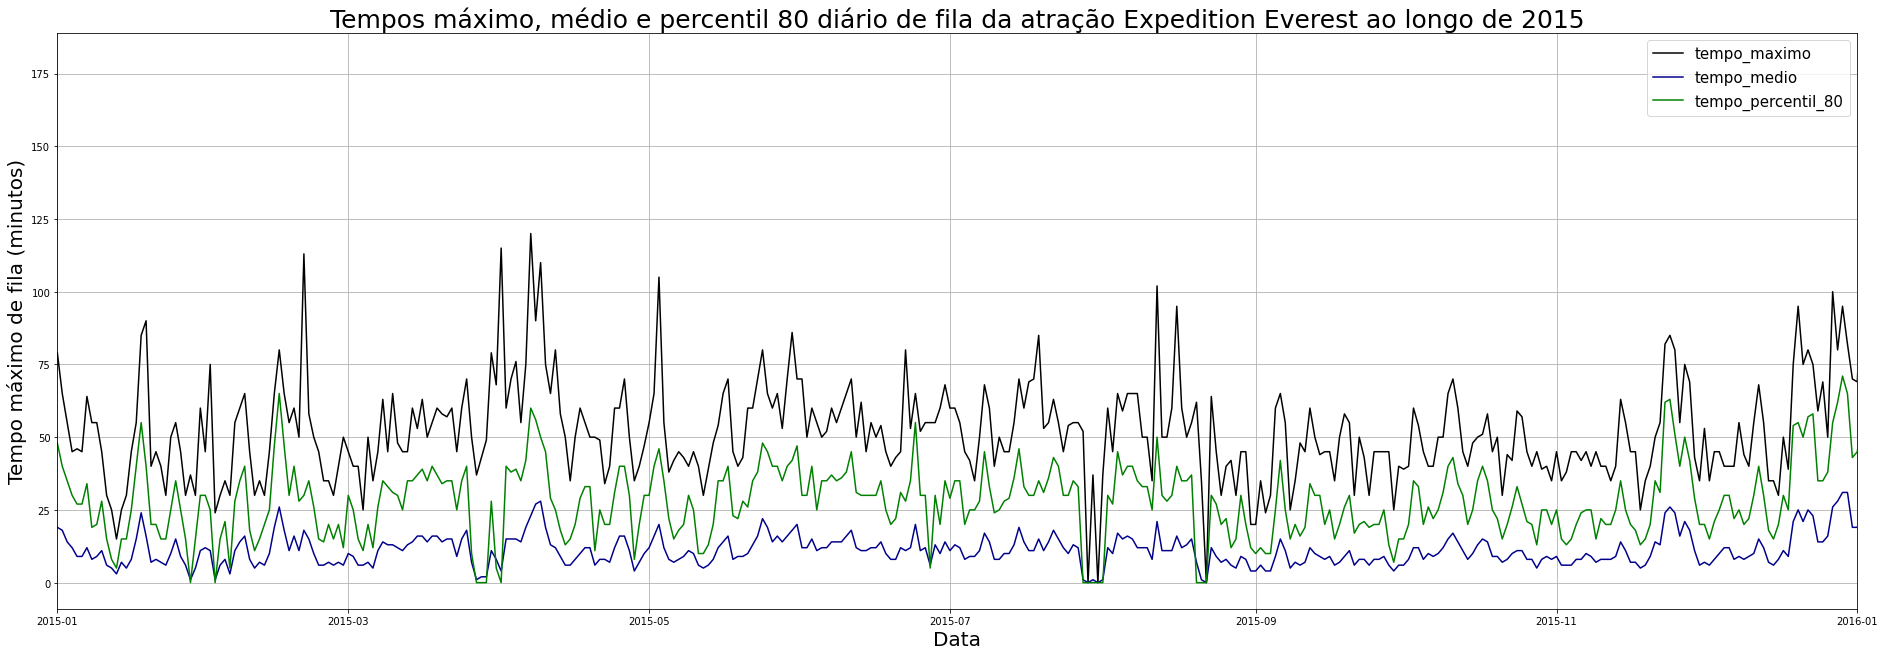 Tempos máximo, médio e percentil 80 diário de fila da atração Expedition Everest ao longo de 2015
tempo_maximo
tempo_medio
tempo_percentil_80
Tempo máximo de fila (minutos)
175
150
125
100
75
50
25
0
2015-01
2015-03
2015-05
2015-07
2015-09
2015-11
2016-01
Data